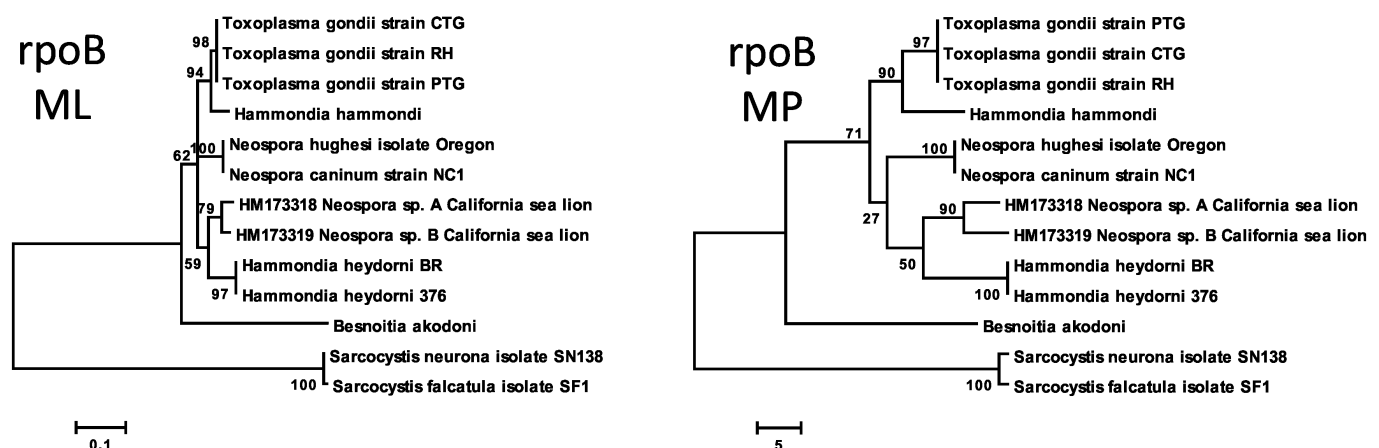 rpoB
ML
98
94
62
100
79
59
97
100
Toxoplasma gondii strain CTG
Toxoplasma gondii strain RH
Toxoplasma gondii strain PTG
Hammondia hammondi
Neospora hughesi isolate Oregon
Neospora caninum strain NC1
HM173318 Neospora sp. A California sea lion
HM173319 Neospora sp. B California sea lion
Hammondia heydorni BR
Hammondia heydorni 376
Besnoitia akodoni
Sarcocystis neurona isolate SN138
Sarcocystis falcatula isolate SF1
0.1
rpoB
MP
97
90
71
100
27
90
50
100
100
Toxoplasma gondii strain PTG
Toxoplasma gondii strain CTG
Toxoplasma gondii strain RH
Hammondia hammondi
Neospora hughesi isolate Oregon
Neospora caninum strain NC1
HM173318 Neospora sp. A California sea lion
HM173319 Neospora sp. B California sea lion
Hammondia heydorni BR
Hammondia heydorni 376
Besnoitia akodoni
Sarcocystis neurona isolate SN138
Sarcocystis falcatula isolate SF1
5